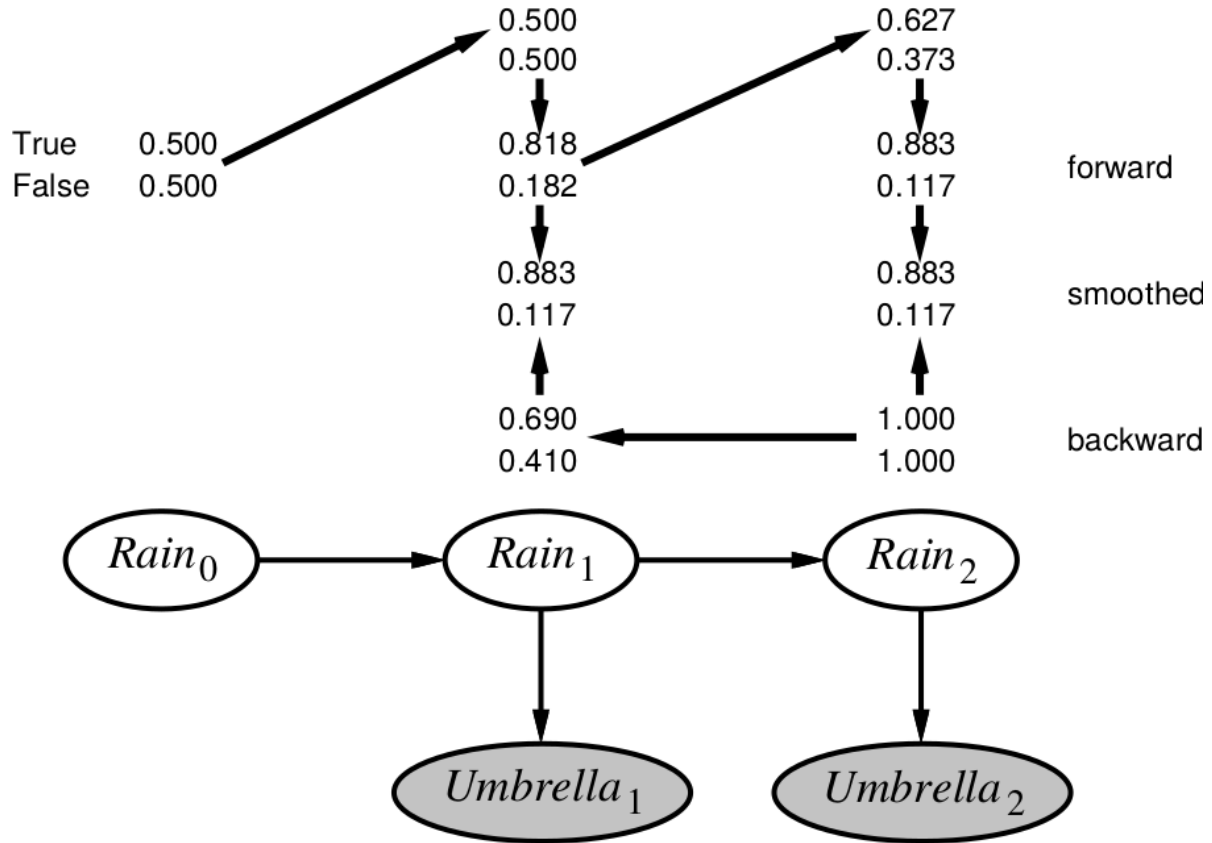 0.500 0.627
0.500 0.373
True 0.500 0.818 0.883
False 0.500 0.182 0.117
forward
0.883 0.883
0.117 0.117
smoothed
0.690 1.000
0.410 1.000
backward
Rain0 Rain1 Rain2
Umbrella1 Umbrella2